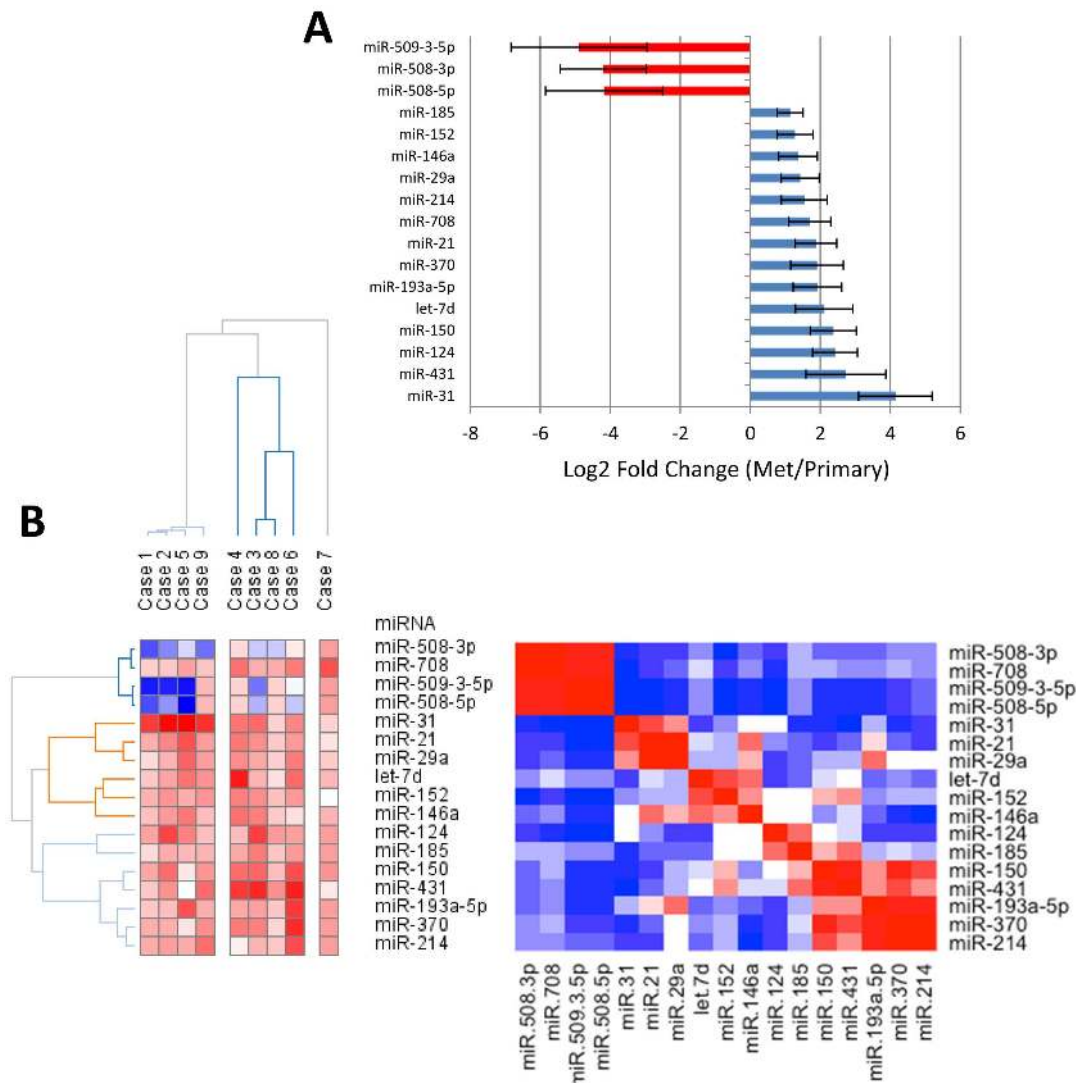 A
miR-509-3-5p
miR-508-3p
miR-508-5p
miR-185
miR-152
miR-146a
miR-29a
miR-214
miR-708
miR-21
miR-370
miR-193a-5p
let-7d
miR-150
miR-124
miR-431
miR-31
-8 -6 -4 -2 0 2 4 6
Log2 Fold Change (Met/Primary)
B
Case 1
Case 2
Case 5
Case 9
Case 4
Case 3
Case 8
Case 6
Case 7
miRNA
miR-508-3p
miR-708
miR-509-3-5p
miR-508-5p
miR-31
miR-21
miR-29a
let-7d
miR-152
miR-146a
miR-124
miR-185
miR-150
miR-431
miR-193a-5p
miR-370
miR-214
miR-508-3p
miR-708
miR-509-3-5p
miR-508-5p
miR-31
miR-21
miR-29a
let-7d
miR-152
miR-146a
miR-124
miR-185
miR-150
miR-431
miR-193a-5p
miR-370
miR-214
miR.508.3p
miR.708
miR.509.3.5p
miR.508.5p
miR.31
miR.21
miR.29a
let.7d
miR.152
miR.146a
miR.124
miR.185
miR.150
miR.431
miR.193a.5p
miR.370
miR.214